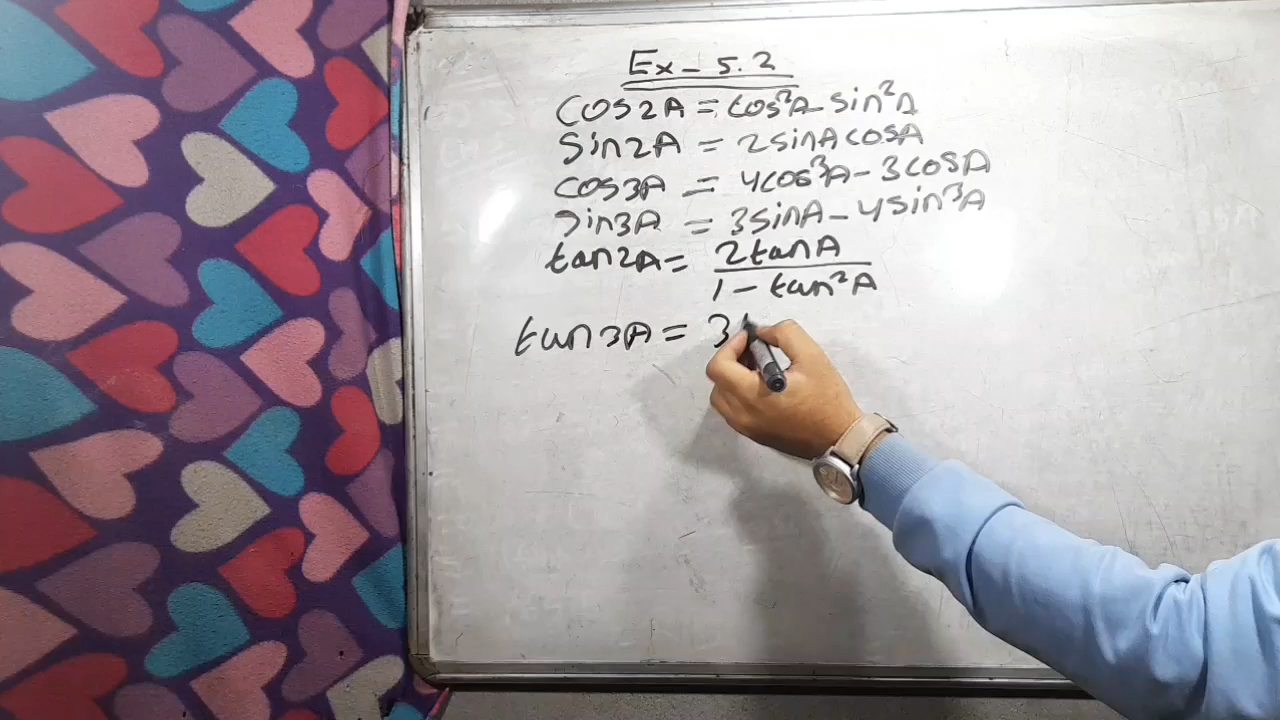 Ex - 5.2
cos2A = cos²A - sin²A
sin2A = 2sinAcosA
cos3A = 4cos³A - 3cosA
sin3A = 3sinA - 4sin³A
tan2A = 2tanA
1 - tan²A
tan3A = 3t